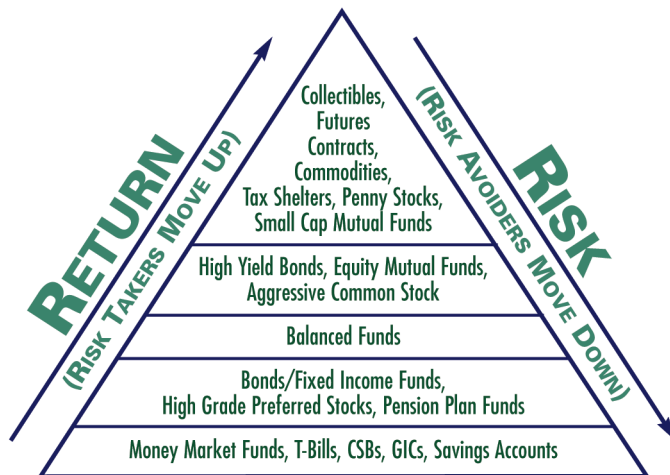 Collectibles,
Futures
Contracts,
Commodities,
Tax Shelters, Penny Stocks,
Small Cap Mutual Funds
High Yield Bonds, Equity Mutual Funds,
Aggressive Common Stock
Balanced Funds
Bonds/Fixed Income Funds,
High Grade Preferred Stocks, Pension Plan Funds
Money Market Funds, T-Bills, CSBs, GICs, Savings Accounts
RETURN
(RISK TAKERS MOVE UP)
RISK
(RISK AVOIDERS MOVE DOWN)